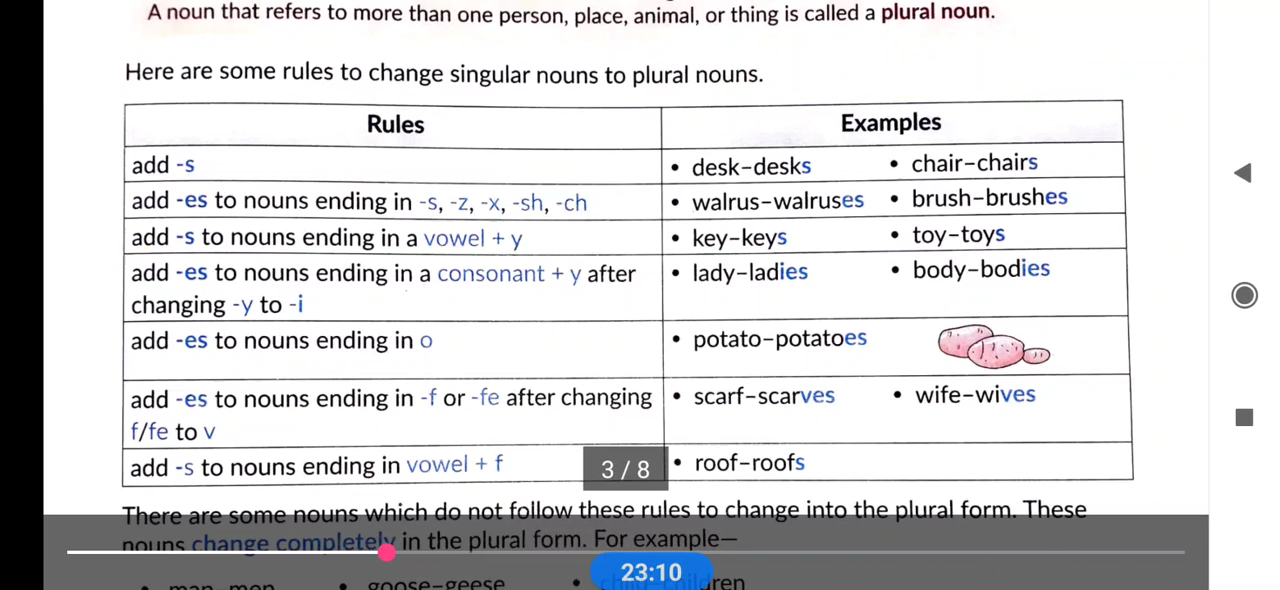 A noun that refers to more than one person, place, animal, or thing is called a plural noun.
Here are some rules to change singular nouns to plural nouns.
Rules Examples
add -s • desk–desks • chair–chairs
add -es to nouns ending in -s, -z, -x, -sh, -ch • walrus–walruses • brush–brushes
add -s to nouns ending in a vowel + y • key–keys • toy–toys
add -es to nouns ending in a consonant + y after • lady–ladies • body–bodies
changing -y to -i
add -es to nouns ending in o • potato–potatoes
add -es to nouns ending in -f or -fe after changing • scarf–scarves • wife–wives
f/fe to v
add -s to nouns ending in vowel + f • roof–roofs
3 / 8
There are some nouns which do not follow these rules to change into the plural form. These
nouns change completely in the plural form. For example—
• man–men • goose–geese • child–children
23:10